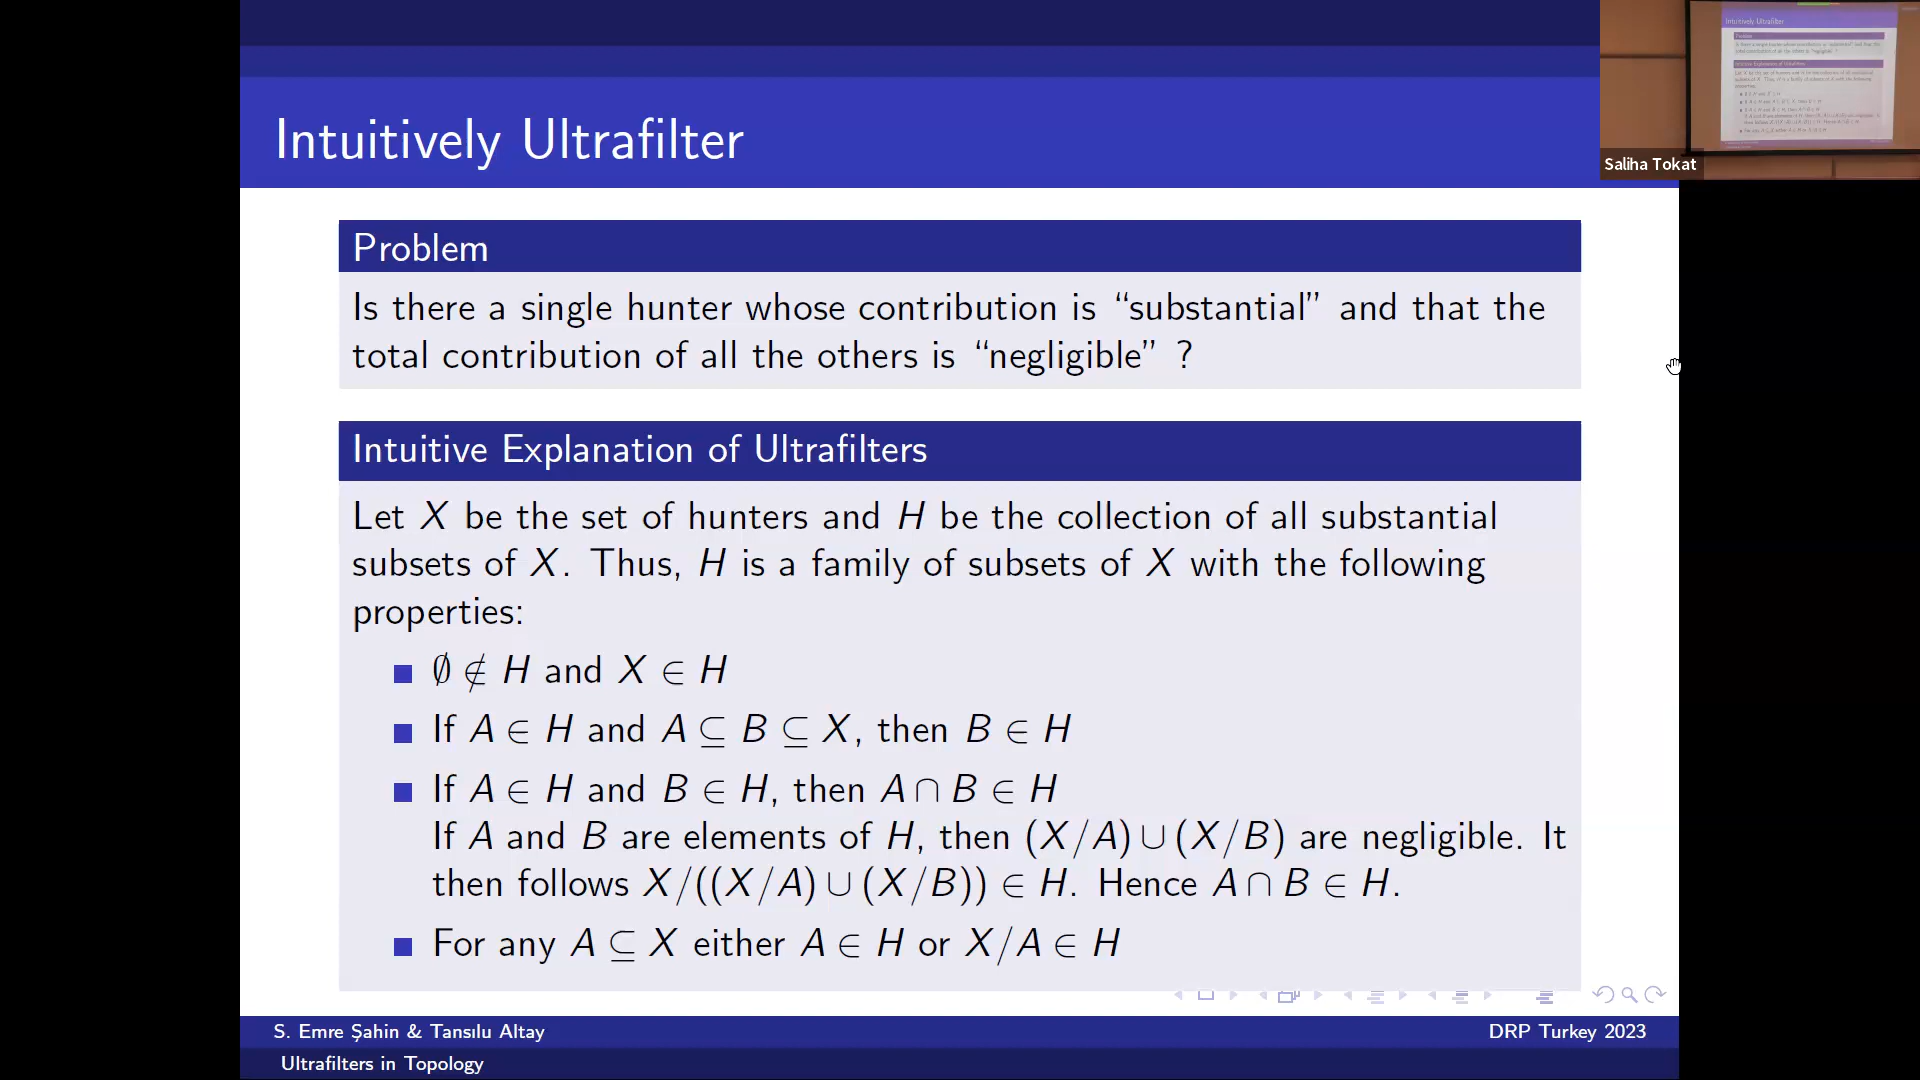 Intuitively Ultrafilter
Problem
Is there a single hunter whose contribution is “substantial” and that the
total contribution of all the others is “negligible” ?
Intuitive Explanation of Ultrafilters
Let X be the set of hunters and H be the collection of all substantial
subsets of X. Thus, H is a family of subsets of X with the following
properties:
∅ ∉ H and X ∈ H
If A ∈ H and A ⊆ B ⊆ X, then B ∈ H
If A ∈ H and B ∈ H, then A ∩ B ∈ H
If A and B are elements of H, then (X/A) ∪ (X/B) are negligible. It
then follows X/((X/A) ∪ (X/B)) ∈ H. Hence A ∩ B ∈ H.
For any A ⊆ X either A ∈ H or X/A ∈ H
S. Emre Şahin & Tansılu Altay
DRP Turkey 2023
Ultrafilters in Topology
Intuitively Ultrafilter
Saliha Tokat